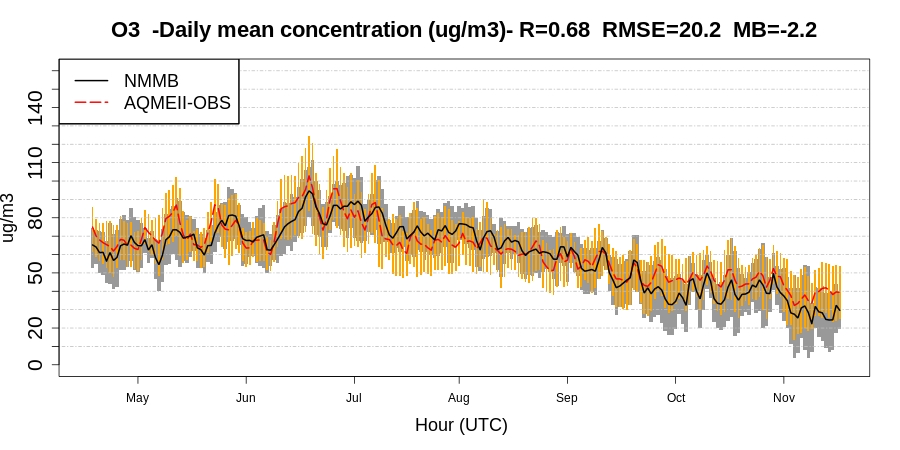 O3  -Daily mean concentration (ug/m3)- R=0.68  RMSE=20.2  MB=-2.2
NMMB
AQMEII-OBS
140
110
80
50
20
0
ug/m3
May Jun Jul Aug Sep Oct Nov
Hour (UTC)